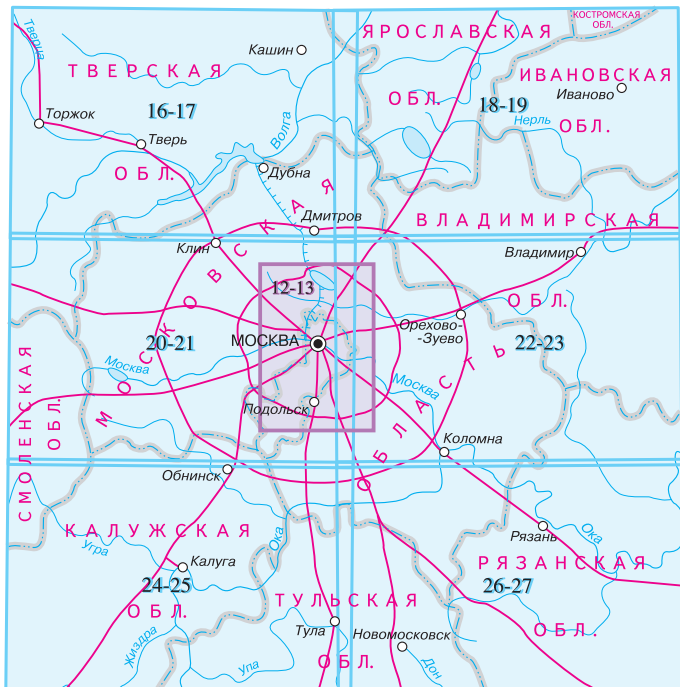 КОСТРОМСКАЯ
ОБЛ.
Тверца
ЯРОСЛАВСКАЯ
Кашин
ТВЕРСКАЯ
ИВАНОВСКАЯ
Иваново
ОБЛ.
18-19
16-17
Торжок
Нерль
ОБЛ.
Волга
Тверь
ОБЛ.
Дубна
Дмитров
ВЛАДИМИРСКАЯ
Клин
Владимир
МОСКОВСКАЯ
12-13
ОБЛ.
Орехово-
-Зуево
20-21
МОСКВА
22-23
Москва
Москва
СМОЛЕНСКАЯ
ОБЛ.
Подольск
ОБЛАСТЬ
Коломна
Обнинск
КАЛУЖСКАЯ
Ока
Рязань
Ока
Угра
Калуга
РЯЗАНСКАЯ
24-25
26-27
ТУЛЬСКАЯ
ОБЛ.
Тула
Новомосковск
ОБЛ.
Жиздра
Упа
ОБЛ.
Дон